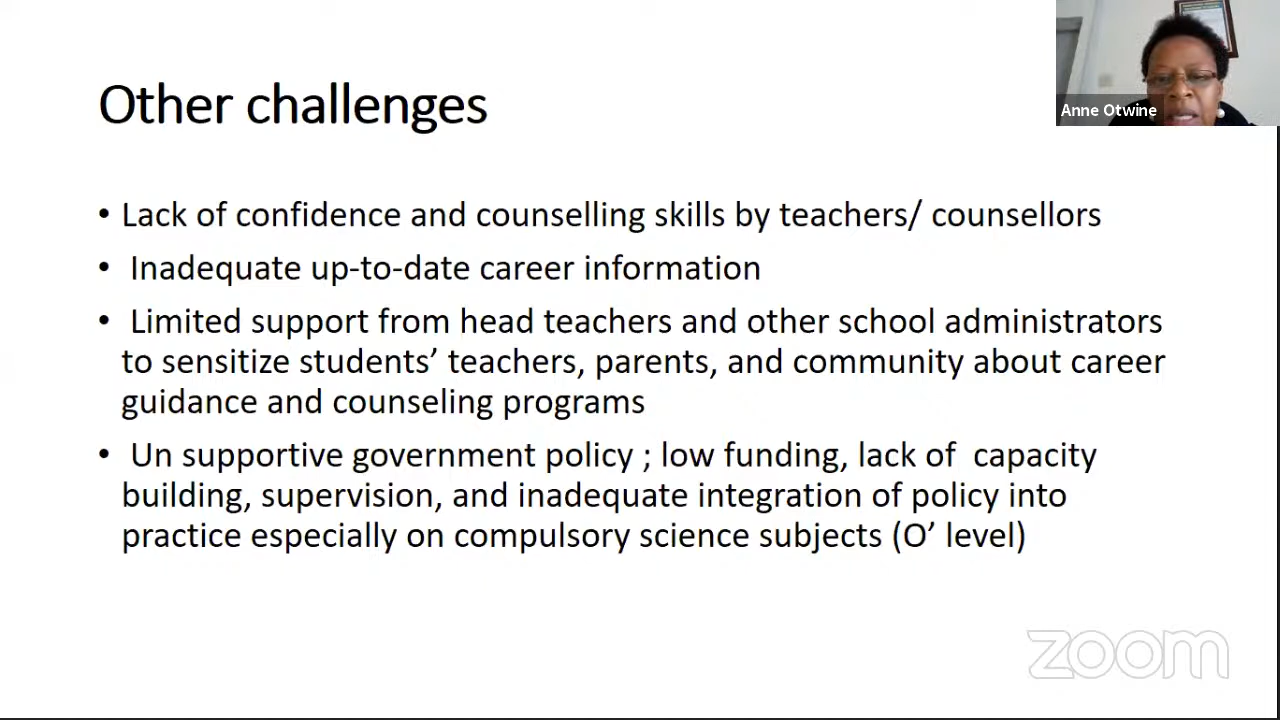 Other challenges
Anne Otwine
• Lack of confidence and counselling skills by teachers/ counsellors
• Inadequate up-to-date career information
• Limited support from head teachers and other school administrators
to sensitize students’ teachers, parents, and community about career
guidance and counseling programs
• Un supportive government policy ; low funding, lack of capacity
building, supervision, and inadequate integration of policy into
practice especially on compulsory science subjects (O’ level)
zoom